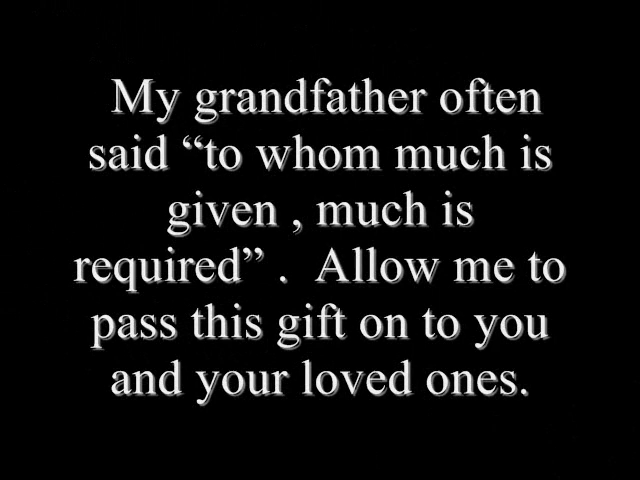 My grandfather often
said “to whom much is
given , much is
required” .  Allow me to
pass this gift on to you
and your loved ones.